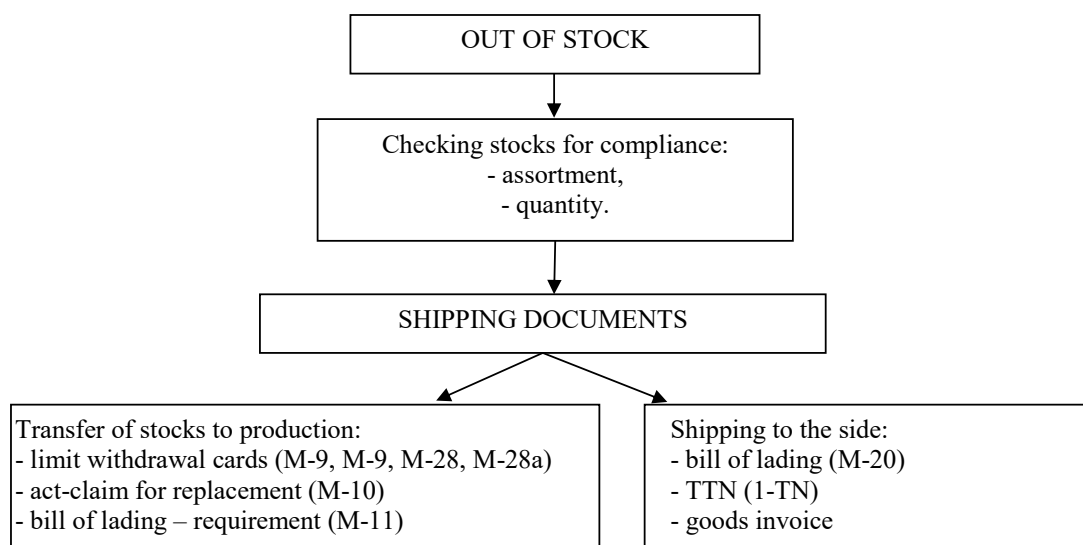 OUT OF STOCK
Checking stocks for compliance:
- assortment,
- quantity.
SHIPPING DOCUMENTS
Transfer of stocks to production:
- limit withdrawal cards (M-9, M-9, M-28, M-28a)
- act-claim for replacement (M-10)
- bill of lading – requirement (M-11)
Shipping to the side:
- bill of lading (M-20)
- TTN (1-TN)
- goods invoice